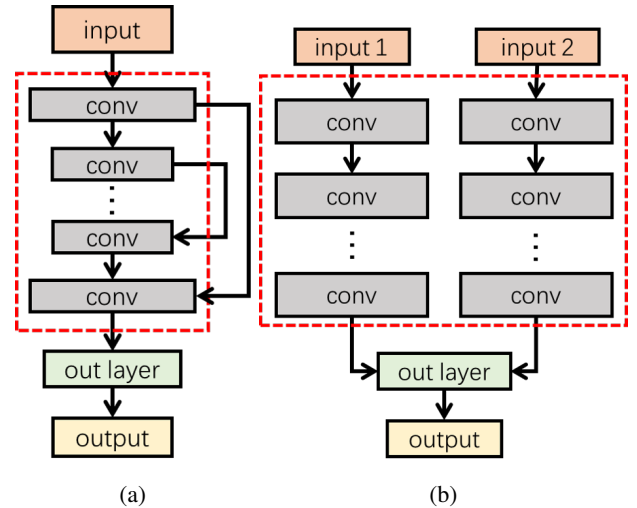 input
conv
conv
conv
conv
out layer
output
(a)
input 1
input 2
conv
conv
conv
conv
conv
conv
out layer
output
(b)